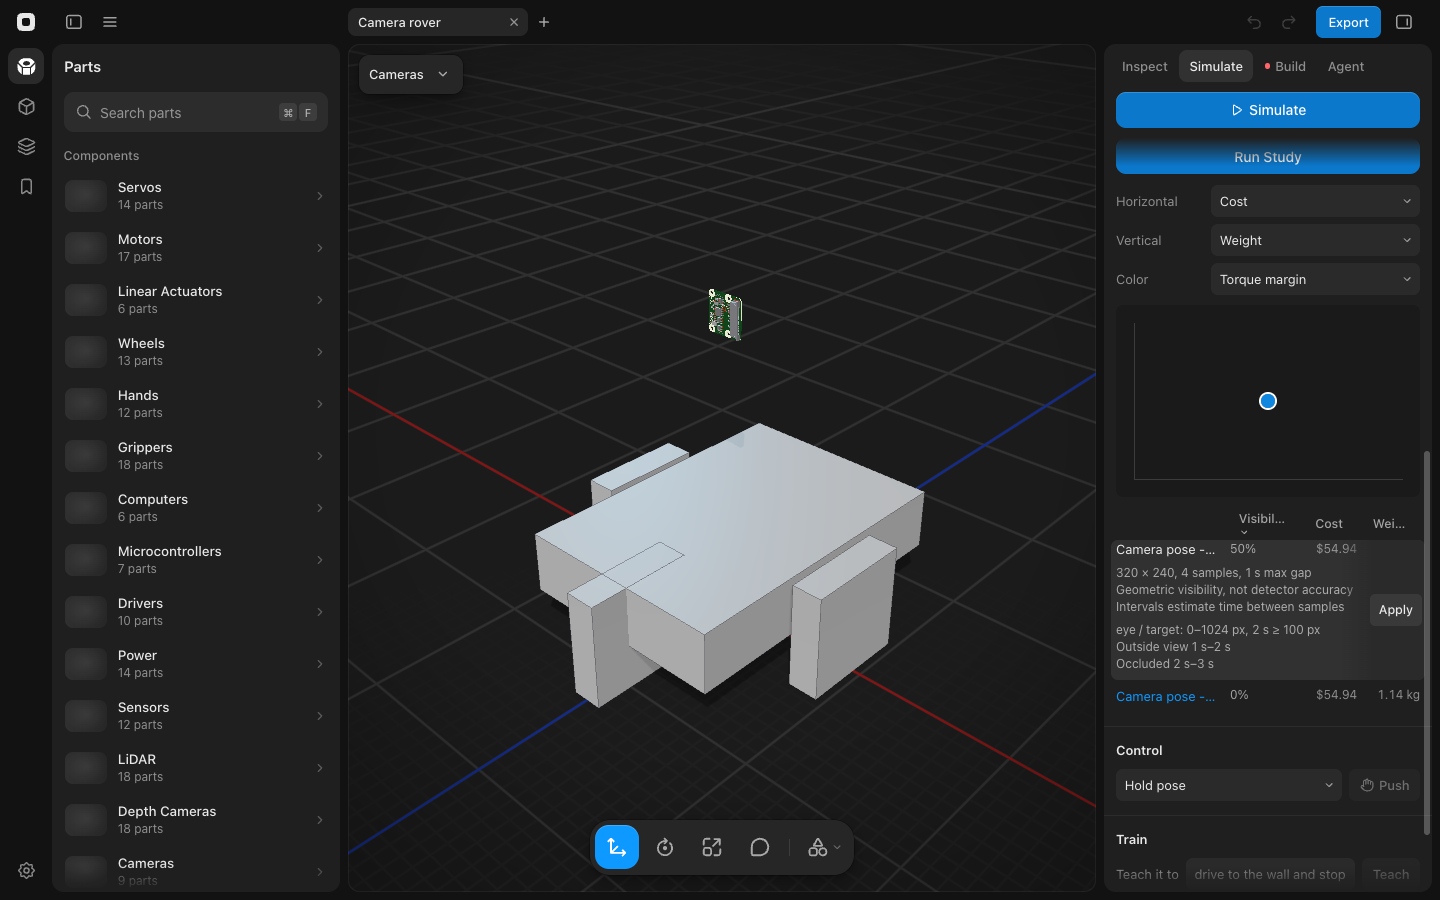 Camera rover
Export
Parts
Search parts
⌘ F
Components
Servos
14 parts
Motors
17 parts
Linear Actuators
6 parts
Wheels
13 parts
Hands
12 parts
Grippers
18 parts
Computers
6 parts
Microcontrollers
7 parts
Drivers
10 parts
Power
14 parts
Sensors
12 parts
LiDAR
18 parts
Depth Cameras
18 parts
Cameras
9 parts
Cameras
Inspect Simulate Build Agent
Simulate
Run Study
Horizontal Cost
Vertical Weight
Color Torque margin
Visibil... Cost Wei...
Camera pose -... 50% $54.94
320 × 240, 4 samples, 1 s max gap
Geometric visibility, not detector accuracy
Intervals estimate time between samples
Apply
eye / target: 0–1024 px, 2 s ≥ 100 px
Outside view 1 s–2 s
Occluded 2 s–3 s
Camera pose -... 0% $54.94 1.14 kg
Control
Hold pose Push
Train
Teach it to drive to the wall and stop Teach